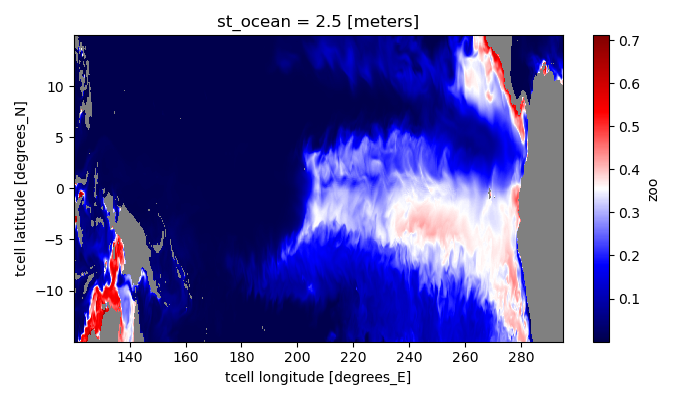 st_ocean = 2.5 [meters]
tcell latitude [degrees_N]
10
5
0
−5
−10
140 160 180 200 220 240 260 280
tcell longitude [degrees_E]
0.7
0.6
0.5
0.4
0.3
0.2
0.1
zoo